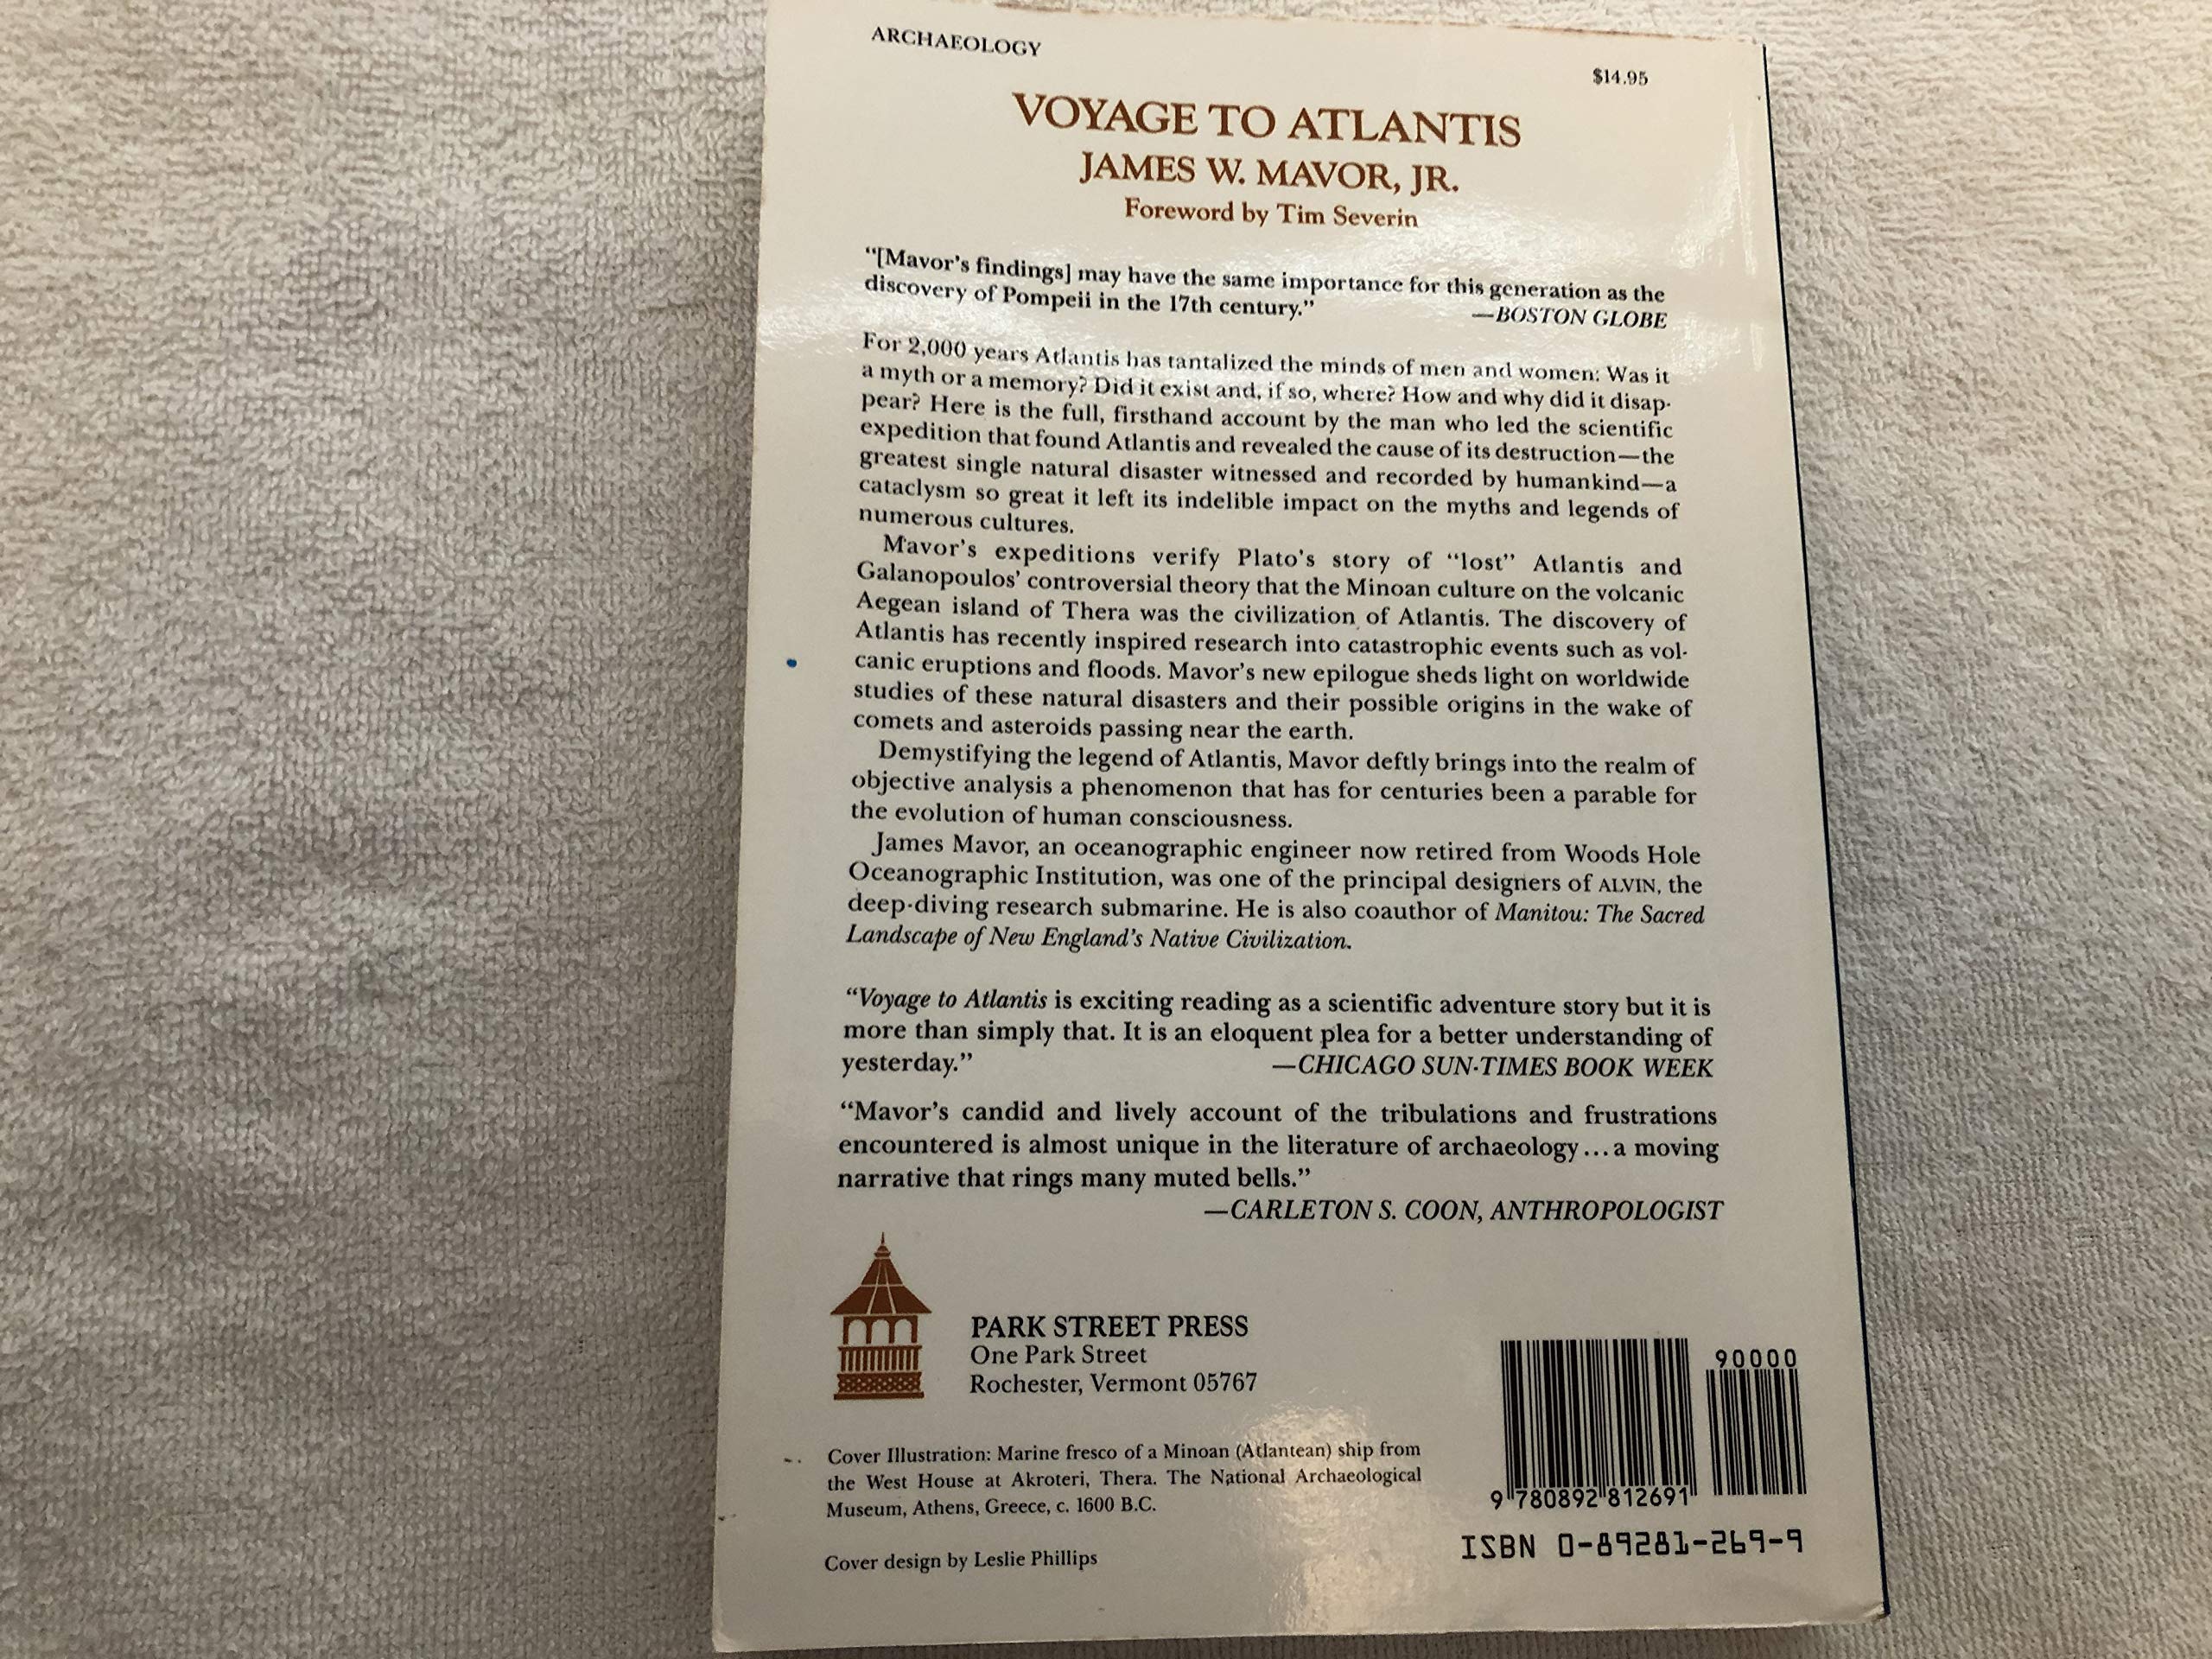 ARCHAEOLOGY
$14.95
VOYAGE TO ATLANTIS
JAMES W. MAVOR, JR.
Foreword by Tim Severin
“[Mavor’s findings] may have the same importance for this generation as the
discovery of Pompeii in the 17th century.”
—BOSTON GLOBE
For 2,000 years Atlantis has tantalized the minds of men and women: Was it
a myth or a memory? Did it exist and, if so, where? How and why did it disap-
pear? Here is the full, firsthand account by the man who led the scientific
expedition that found Atlantis and revealed the cause of its destruction—the
greatest single natural disaster witnessed and recorded by humankind—a
cataclysm so great it left its indelible impact on the myths and legends of
numerous cultures.
Mavor’s expeditions verify Plato’s story of “lost” Atlantis and
Galanopoulos’ controversial theory that the Minoan culture on the volcanic
Aegean island of Thera was the civilization of Atlantis. The discovery of
Atlantis has recently inspired research into catastrophic events such as vol-
canic eruptions and floods. Mavor’s new epilogue sheds light on worldwide
studies of these natural disasters and their possible origins in the wake of
comets and asteroids passing near the earth.
Demystifying the legend of Atlantis, Mavor deftly brings into the realm of
objective analysis a phenomenon that has for centuries been a parable for
the evolution of human consciousness.
James Mavor, an oceanographic engineer now retired from Woods Hole
Oceanographic Institution, was one of the principal designers of ALVIN, the
deep-diving research submarine. He is also coauthor of Manitou: The Sacred
Landscape of New England’s Native Civilization.
“Voyage to Atlantis is exciting reading as a scientific adventure story but it is
more than simply that. It is an eloquent plea for a better understanding of
yesterday.” —CHICAGO SUN-TIMES BOOK WEEK
“Mavor’s candid and lively account of the tribulations and frustrations
encountered is almost unique in the literature of archaeology...a moving
narrative that rings many muted bells.”
—CARLETON S. COON, ANTHROPOLOGIST
PARK STREET PRESS
One Park Street
Rochester, Vermont 05767
Cover Illustration: Marine fresco of a Minoan (Atlantean) ship from
the West House at Akroteri, Thera. The National Archaeological
Museum, Athens, Greece, c. 1600 B.C.
Cover design by Leslie Phillips
90000
9 780892 812691
ISBN 0-89281-269-9